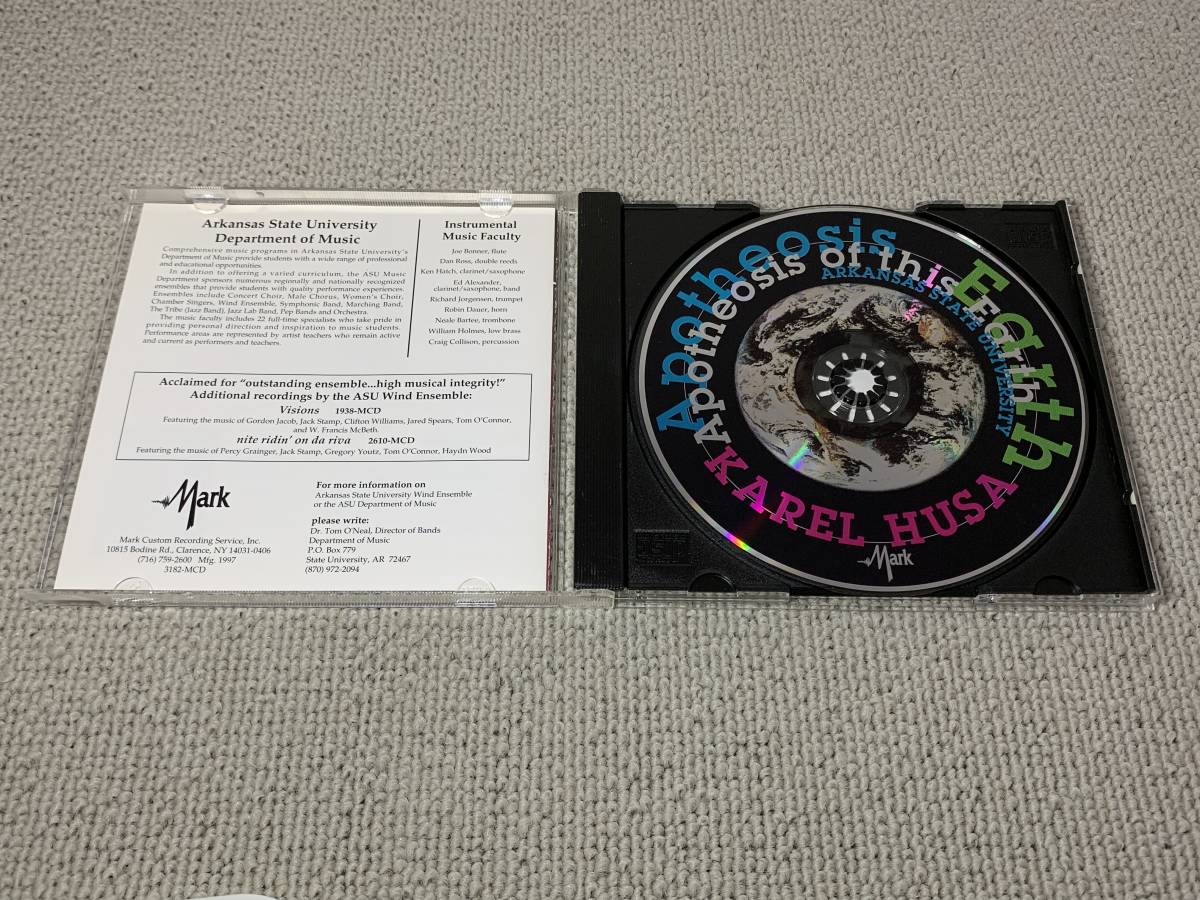 Arkansas State University
Department of Music
Comprehensive music programs in Arkansas State University's
Department of Music provide students with a wide range of professional
and educational opportunities.
In addition to offering a varied curriculum, the ASU Music
Department sponsors numerous regionally and nationally recognized
ensembles that provide students with quality performance experiences.
Ensembles include Concert Choir, Male Chorus, Women's Choir,
Chamber Singers, Wind Ensemble, Symphonic Band, Marching Band,
The Tribe (Jazz Band), Jazz Lab Band, Pep Bands and Orchestra.
The music faculty includes 22 full-time specialists who take pride in
providing personal direction and inspiration to music students.
Performance areas are represented by artist teachers who remain active
and current as performers and teachers.
Instrumental
Music Faculty
Joe Bonner, flute
Dan Ross, double reeds
Ken Hatch, clarinet/saxophone
Ed Alexander,
clarinet/saxophone, band
Richard Jorgensen, trumpet
Robin Dauer, horn
Neale Bartee, trombone
William Holmes, low brass
Craig Collison, percussion
Acclaimed for "outstanding ensemble...high musical integrity!"
Additional recordings by the ASU Wind Ensemble:
Visions 1938-MCD
Featuring the music of Gordon Jacob, Jack Stamp, Clifton Williams, Jared Spears, Tom O'Connor,
and W. Francis McBeth.
nite ridin' on da riva 2610-MCD
Featuring the music of Percy Grainger, Jack Stamp, Gregory Youtz, Tom O'Connor, Haydn Wood
Mark
Mark Custom Recording Service, Inc.
10815 Bodine Rd., Clarence, NY 14031-0406
(716) 759-2600 Mfg. 1997
3182-MCD
For more information on
Arkansas State University Wind Ensemble
or the ASU Department of Music
please write:
Dr. Tom O'Neal, Director of Bands
Department of Music
P.O. Box 779
State University, AR 72467
(870) 972-2094
Apotheosis Earth
Apotheosis of this Earth
ARKANSAS STATE UNIVERSITY
KAREL HUSA
Mark